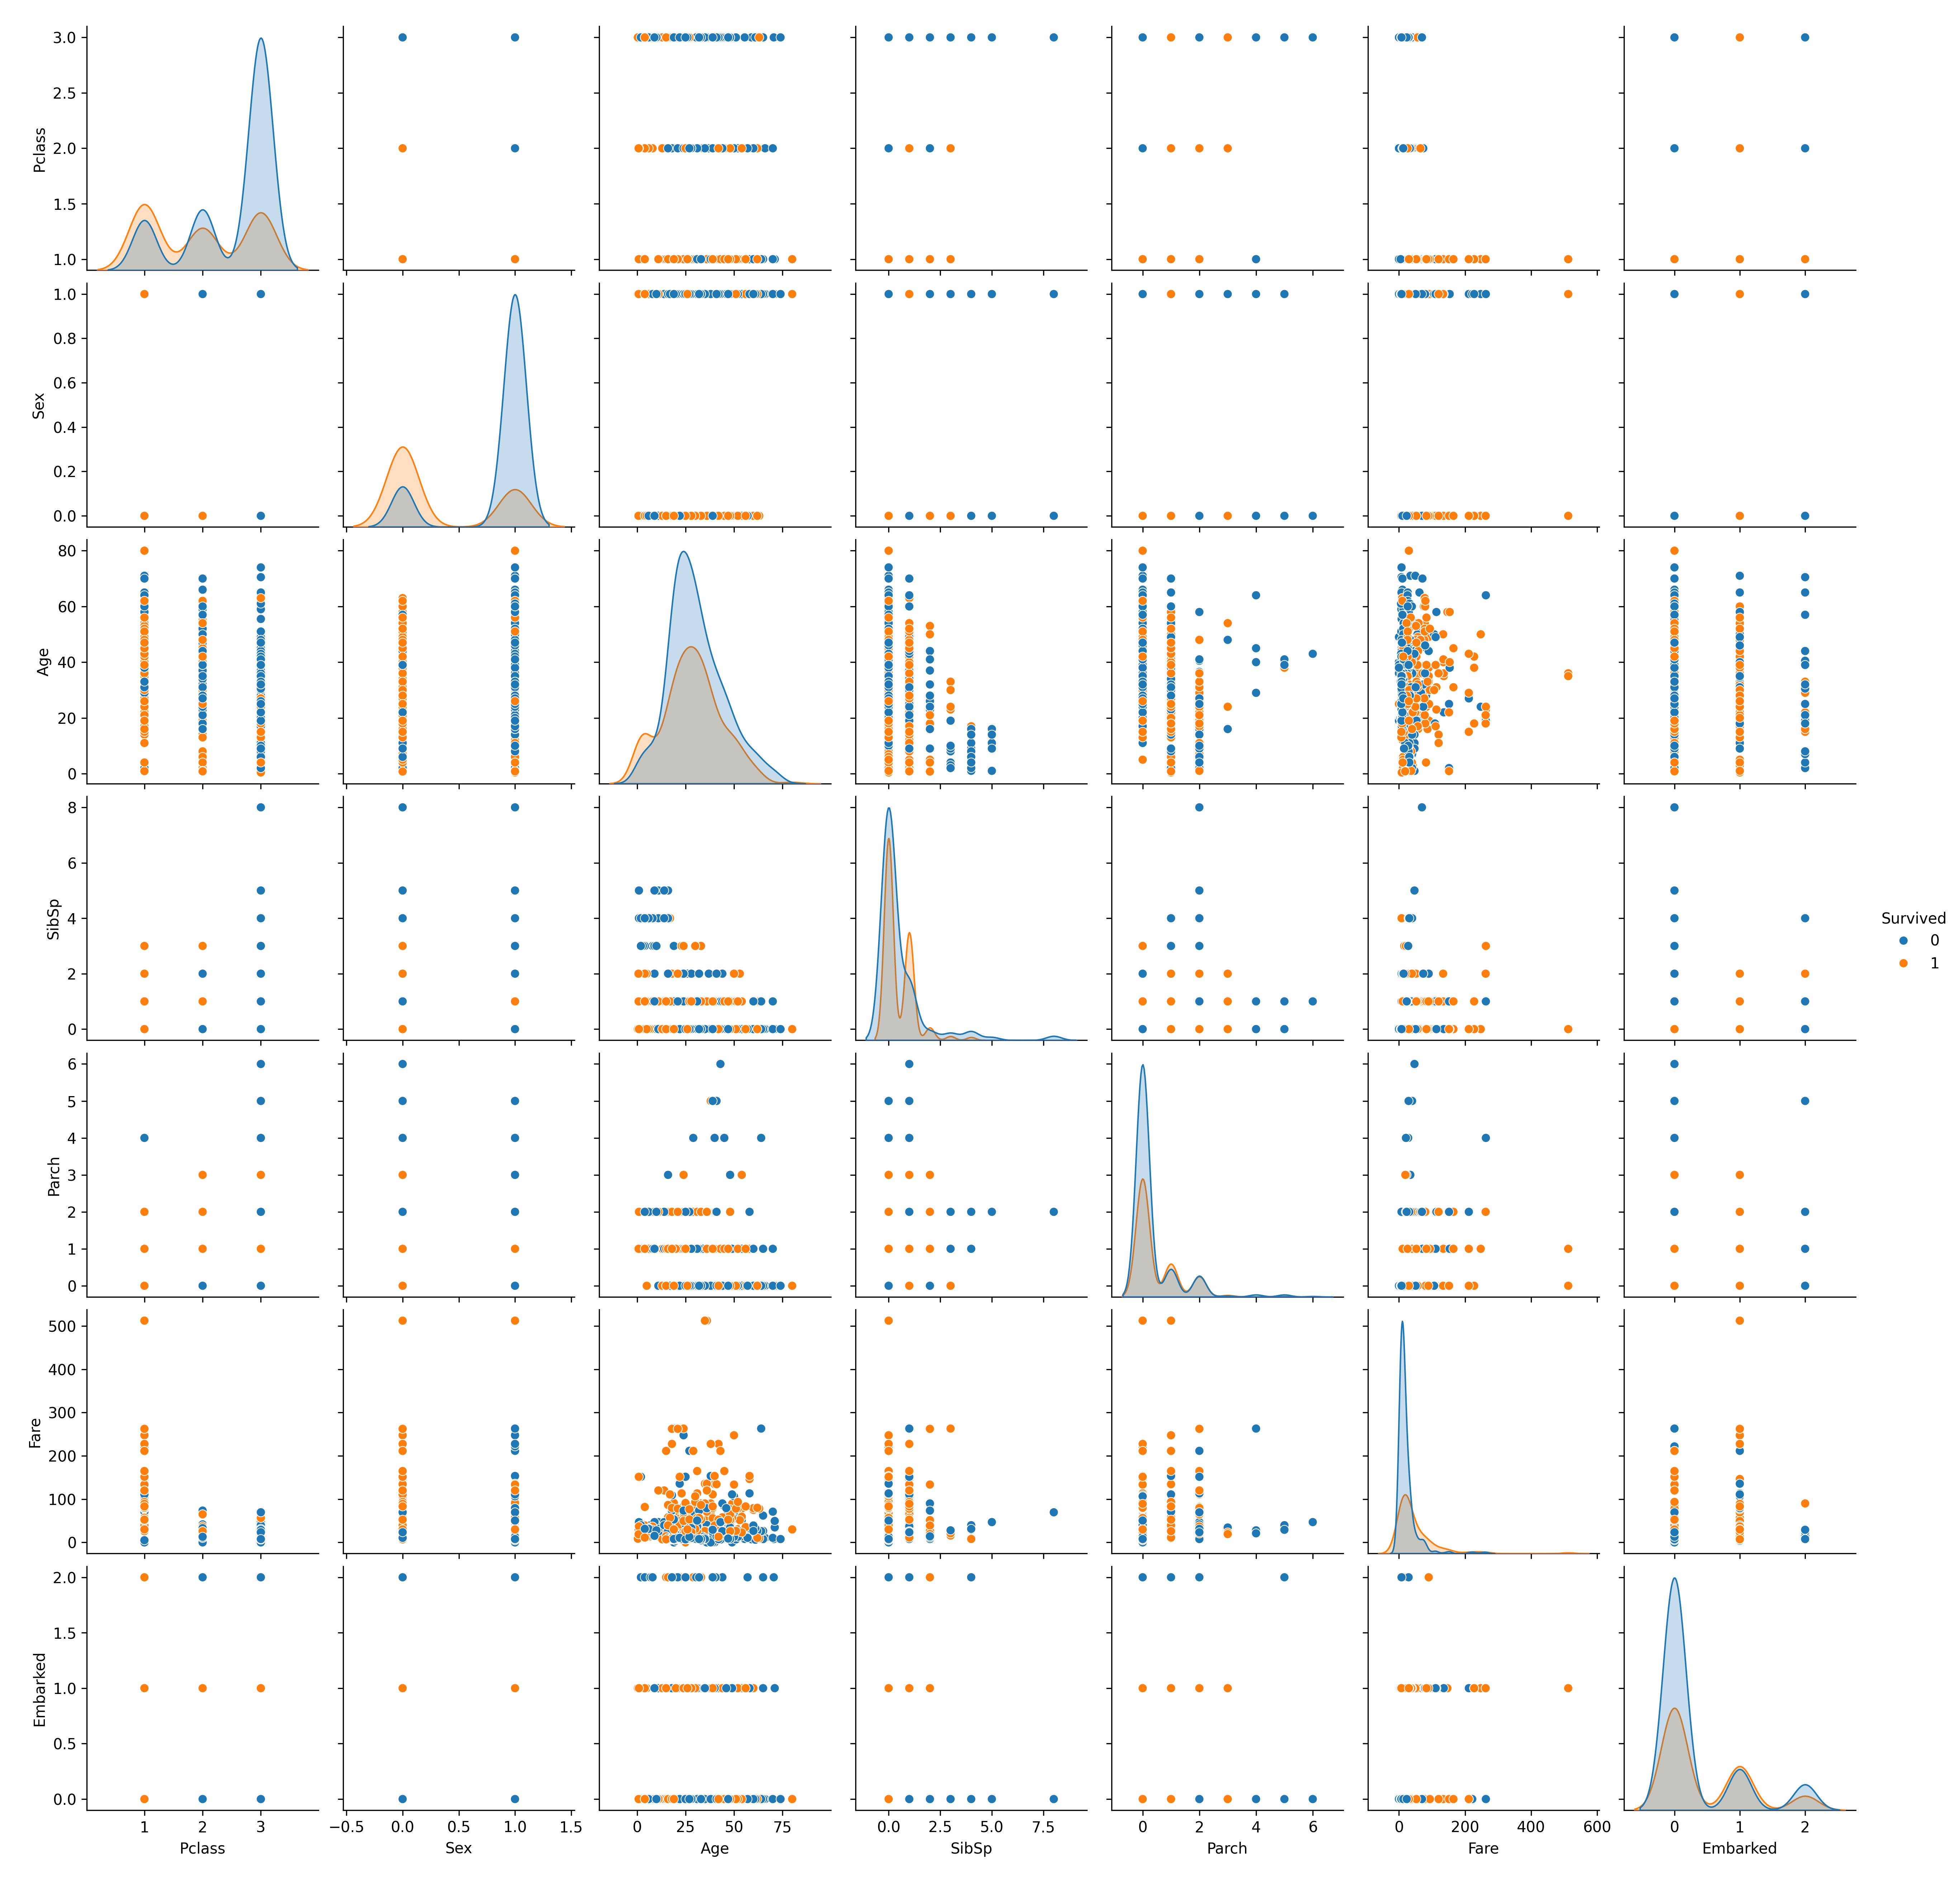 3.0
2.5
2.0
1.5
1.0
Pclass
1.0
0.8
0.6
0.4
0.2
0.0
Sex
80
60
40
20
0
Age
8
6
4
2
0
SibSp
Survived
0
1
6
5
4
3
2
1
0
Parch
500
400
300
200
100
0
Fare
2.0
1.5
1.0
0.5
0.0
Embarked
1 2 3
−0.5 0.0 0.5 1.0 1.5
0 25 50 75
0.0 2.5 5.0 7.5
0 2 4 6
0 200 400 600
0 1 2
Pclass
Sex
Age
SibSp
Parch
Fare
Embarked